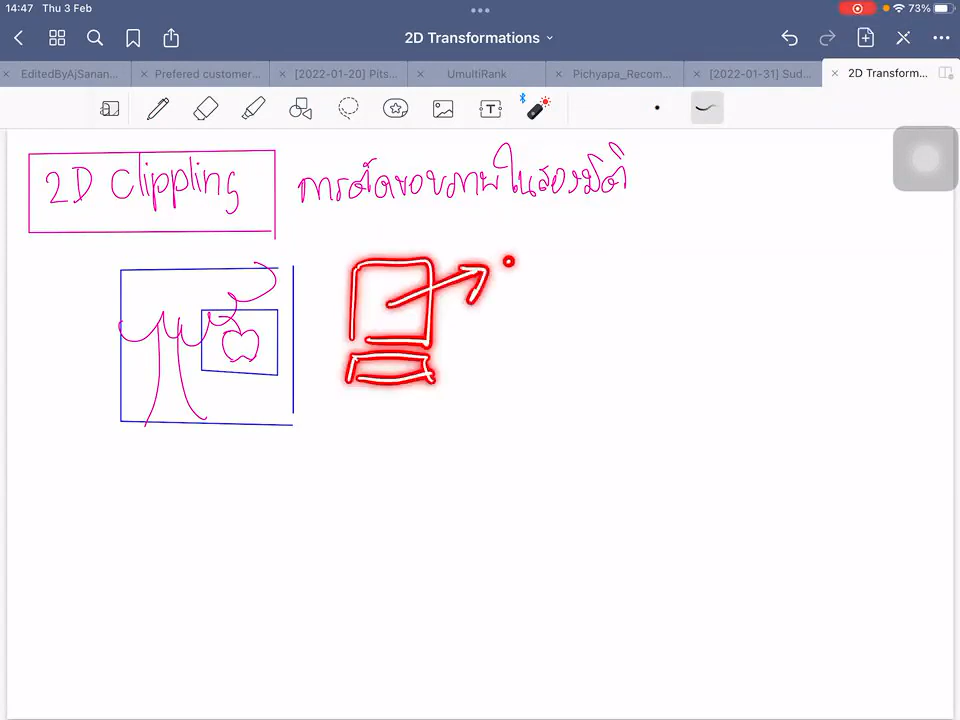 14:47 Thu 3 Feb
73%
2D Transformations
EditedByAjSanan...
Prefered customer...
[2022-01-20] Pits...
UmultiRank
Pichyapa_Recom...
[2022-01-31] Sud...
2D Transform...
2D Clippling การตัดขอบภาพในสองมิติ